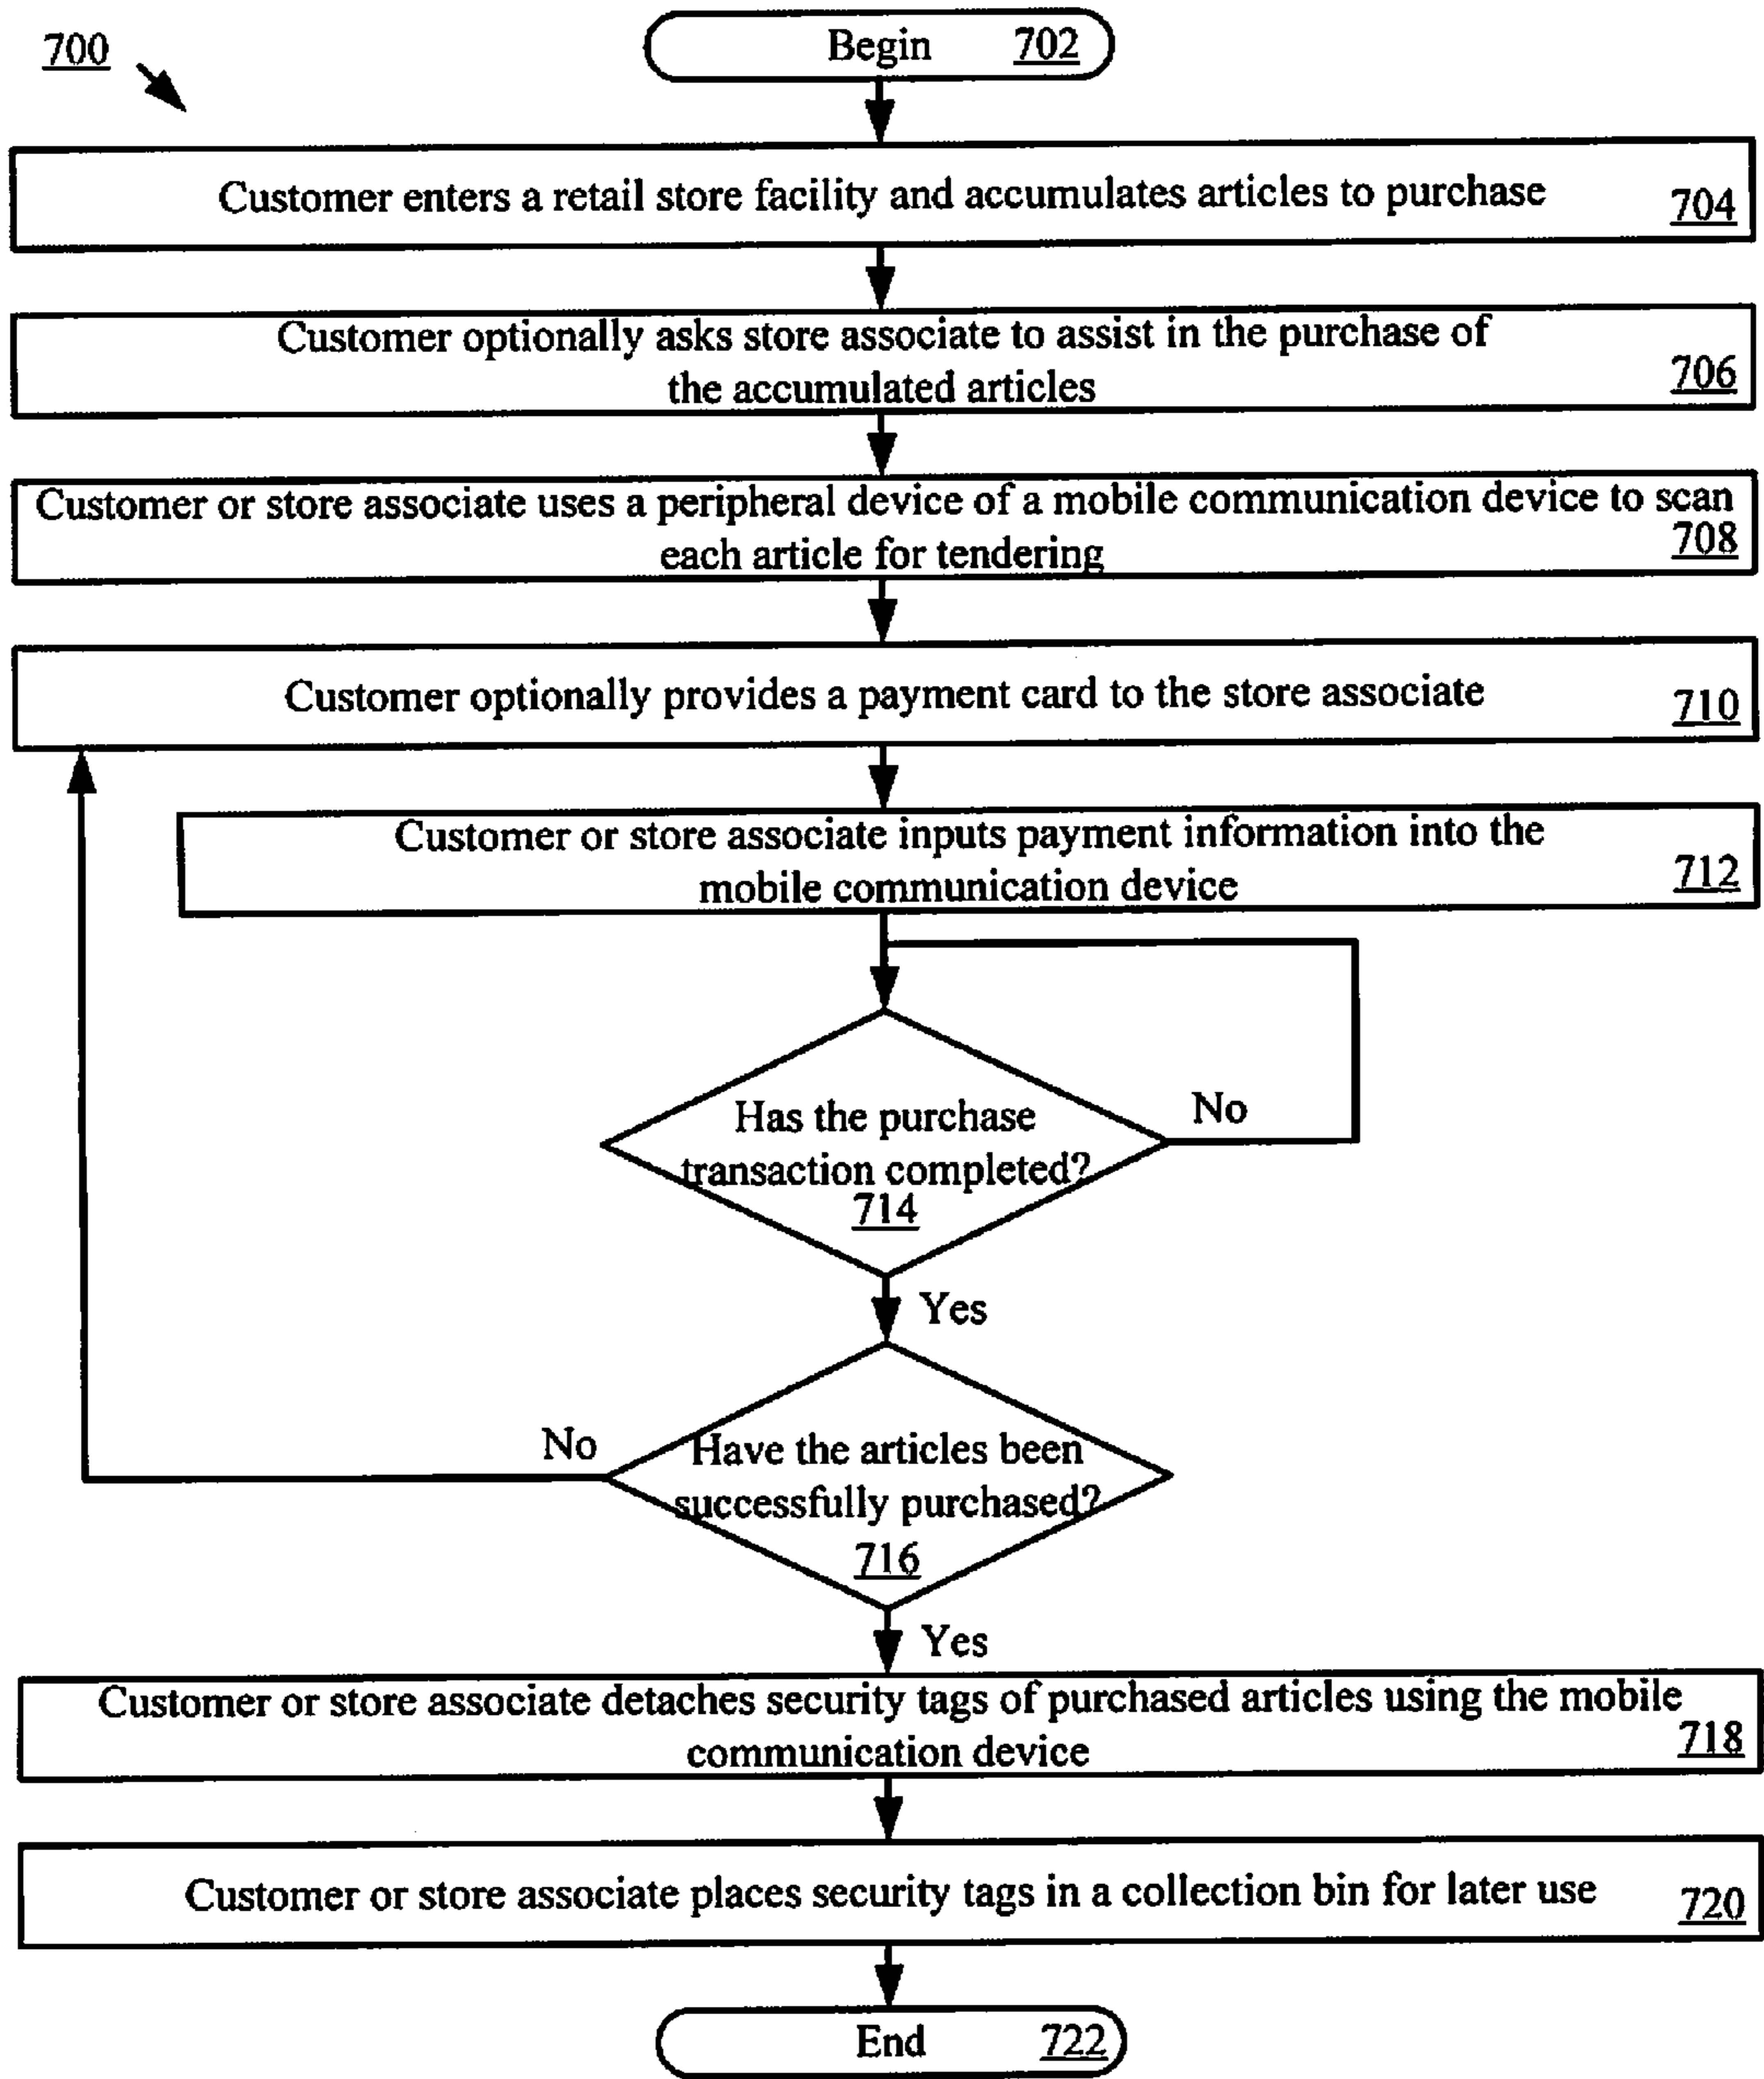 700
Begin 702
Customer enters a retail store facility and accumulates articles to purchase 704
Customer optionally asks store associate to assist in the purchase of
the accumulated articles 706
Customer or store associate uses a peripheral device of a mobile communication device to scan
each article for tendering 708
Customer optionally provides a payment card to the store associate 710
Customer or store associate inputs payment information into the
mobile communication device 712
Has the purchase
transaction completed?
714
No
Yes
No
Have the articles been
successfully purchased?
716
Yes
Customer or store associate detaches security tags of purchased articles using the mobile
communication device 718
Customer or store associate places security tags in a collection bin for later use 720
End 722